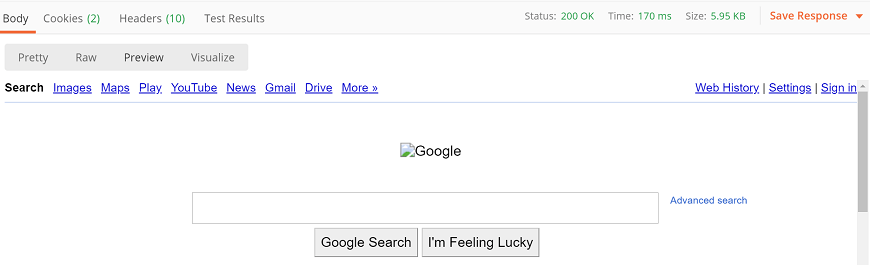 Body Cookies (2) Headers (10) Test Results Status: 200 OK Time: 170 ms Size: 5.95 KB Save Response
Pretty Raw Preview Visualize
Search Images Maps Play YouTube News Gmail Drive More » Web History | Settings | Sign in
Google
Advanced search
Google Search I'm Feeling Lucky